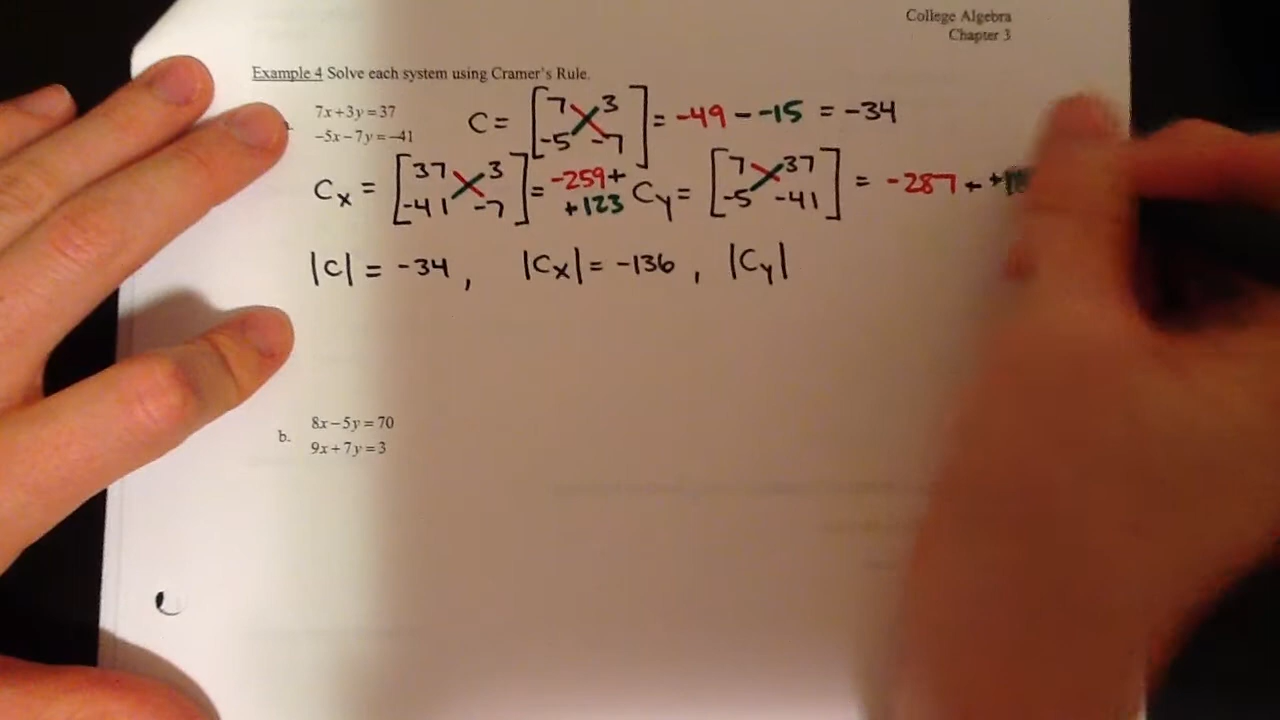 College Algebra
Chapter 3
Example 4 Solve each system using Cramer's Rule.
7x+3y=37
-5x-7y=-41
C = [7 3 -5 -7] = -49 - -15 = -34
Cx = [37 3 -41 -7] = -259 + +123
Cy = [7 37 -5 -41] = -287 +
|C| = -34, |Cx| = -136, |Cy|
b.
8x-5y=70
9x+7y=3